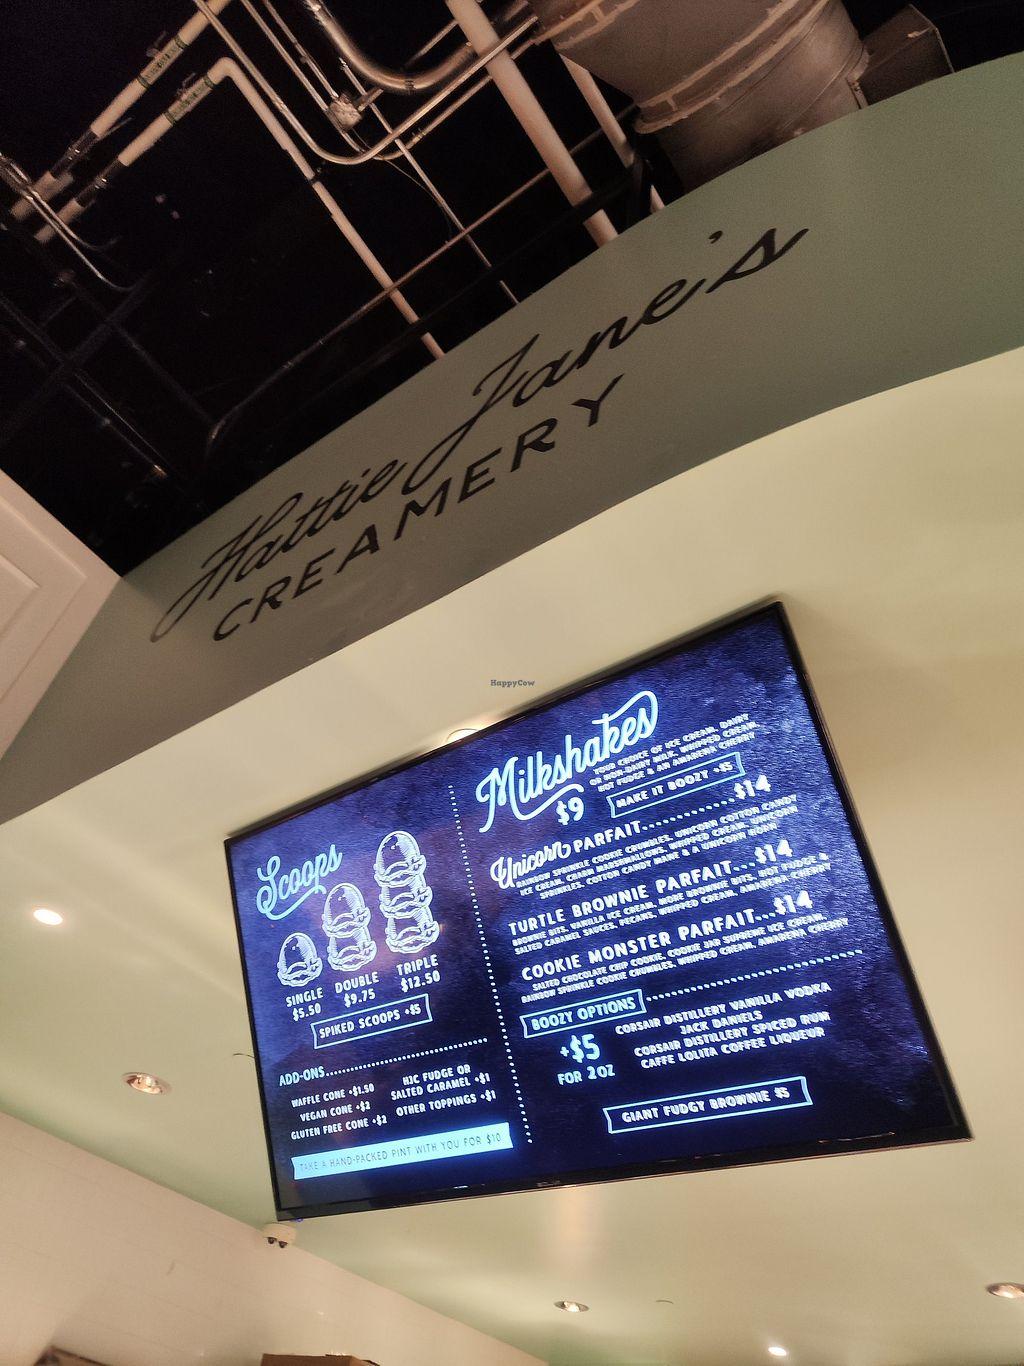 Hattie Jane's
CREAMERY
HappyCow
Scoops
SINGLE
$5.50
DOUBLE
$9.75
TRIPLE
$12.50
SPIKED SCOOPS +$5
ADD-ONS
WAFFLE CONE +$1.50
VEGAN CONE +$2
GLUTEN FREE CONE +$2
HJC FUDGE OR
SALTED CARAMEL +$1
OTHER TOPPINGS +$1
TAKE A HAND-PACKED PINT WITH YOU FOR $10
Milkshakes
$9
YOUR CHOICE OF ICE CREAM, DAIRY
OR NON-DAIRY MILK, WHIPPED CREAM,
HOT FUDGE & AN AMARENA CHERRY
MAKE IT BOOZY +$5
Unicorn PARFAIT...........$14
RAINBOW SPRINKLE COOKIE CRUMBLES, UNICORN COTTON CANDY
ICE CREAM, CHARM MARSHMALLOWS, WHIPPED CREAM, UNICORN
SPRINKLES, COTTON CANDY MANE & A UNICORN HORN
TURTLE BROWNIE PARFAIT...$14
BROWNIE BITS, VANILLA ICE CREAM, MORE BROWNIE BITS, HOT FUDGE &
SALTED CARAMEL SAUCES, PECANS, WHIPPED CREAM, AMARENA CHERRY
COOKIE MONSTER PARFAIT...$14
SALTED CHOCOLATE CHIP COOKIE, COOKIE JAR SUPREME ICE CREAM,
RAINBOW SPRINKLE COOKIE CRUMBLES, WHIPPED CREAM, AMARENA CHERRY
BOOZY OPTIONS
+$5
FOR 2OZ
CORSAIR DISTILLERY VANILLA VODKA
JACK DANIELS
CORSAIR DISTILLERY SPICED RUM
CAFFE LOLITA COFFEE LIQUEUR
GIANT FUDGY BROWNIE $5